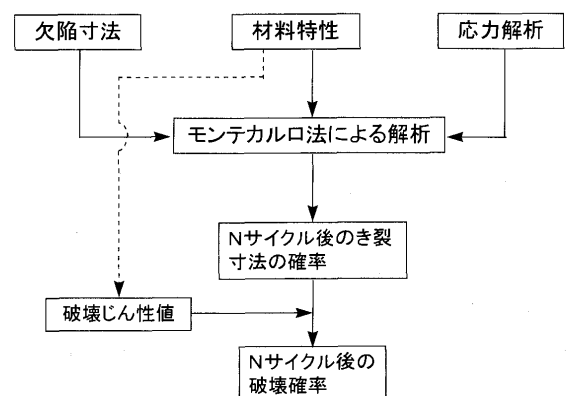 欠陥寸法
材料特性
応力解析
モンテカルロ法による解析
Nサイクル後のき裂
寸法の確率
破壊じん性値
Nサイクル後の
破壊確率